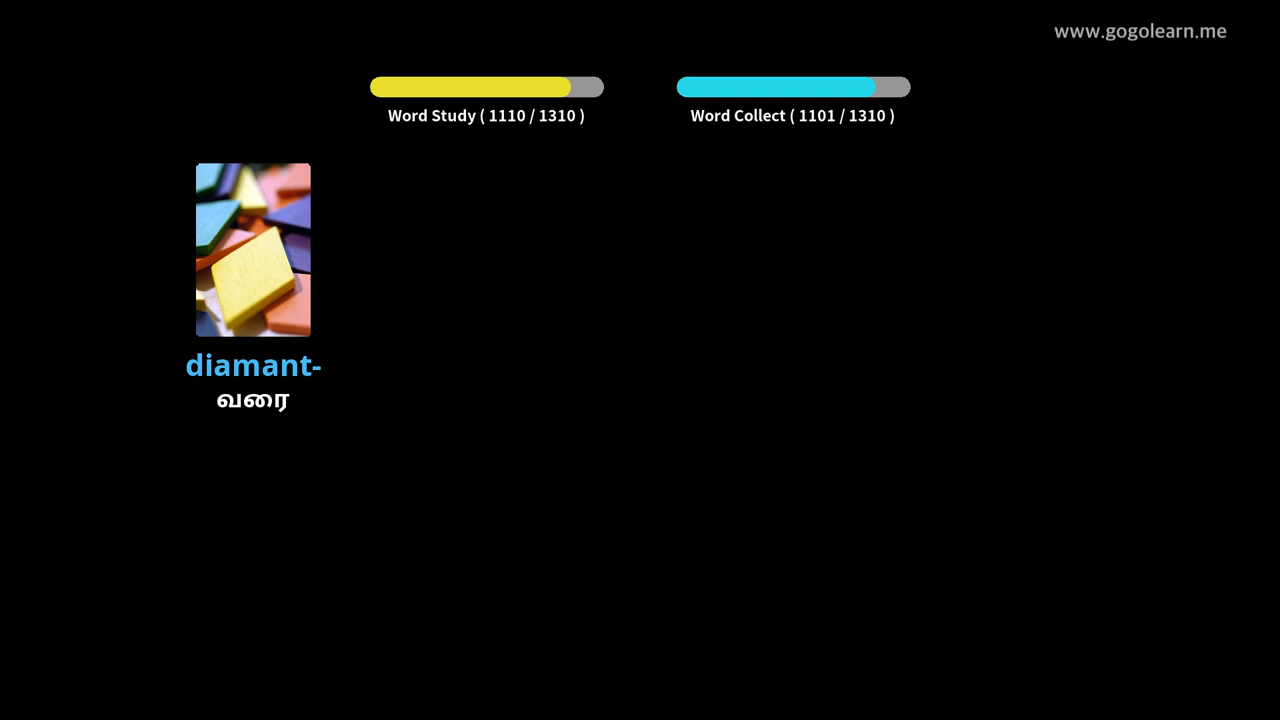 www.gogolearn.me
Word Study ( 1110 / 1310 )
Word Collect ( 1101 / 1310 )
diamant-
வரை